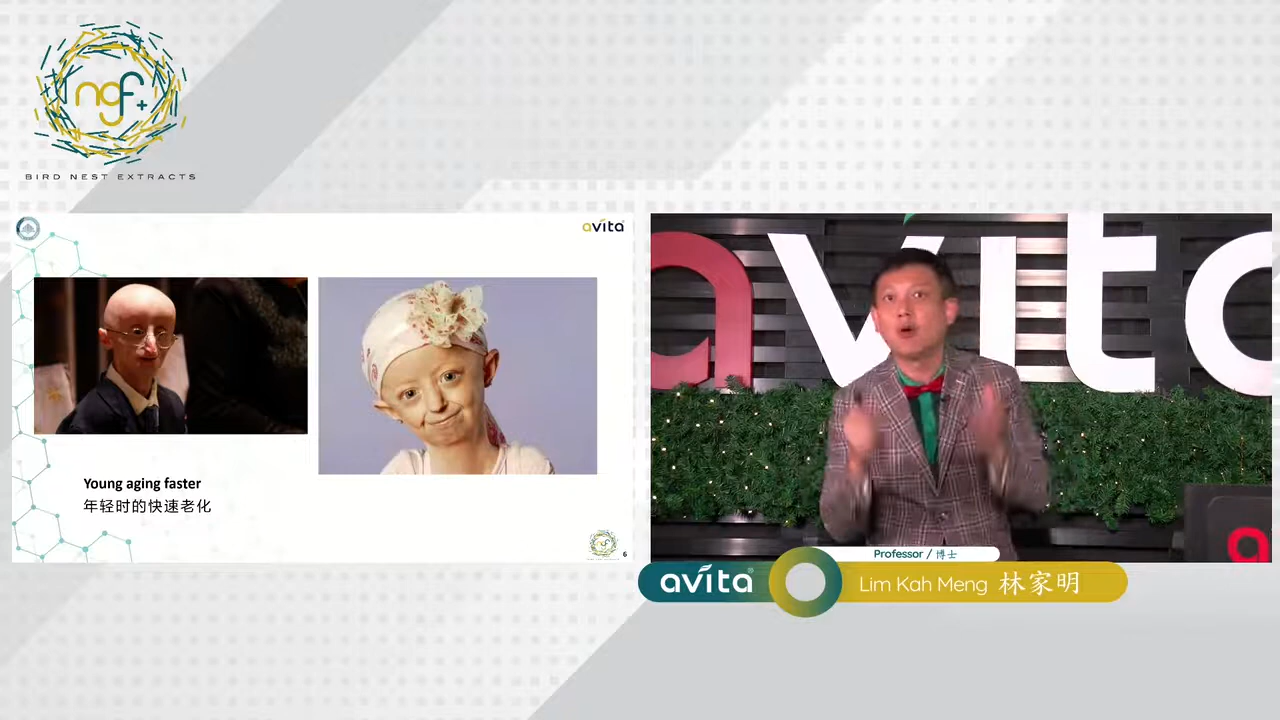 ngf+
BIRD NEST EXTRACTS
avita
Young aging faster
年轻时的快速老化
6
avita
a
Professor / 博士
avita®
Lim Kah Meng 林家明